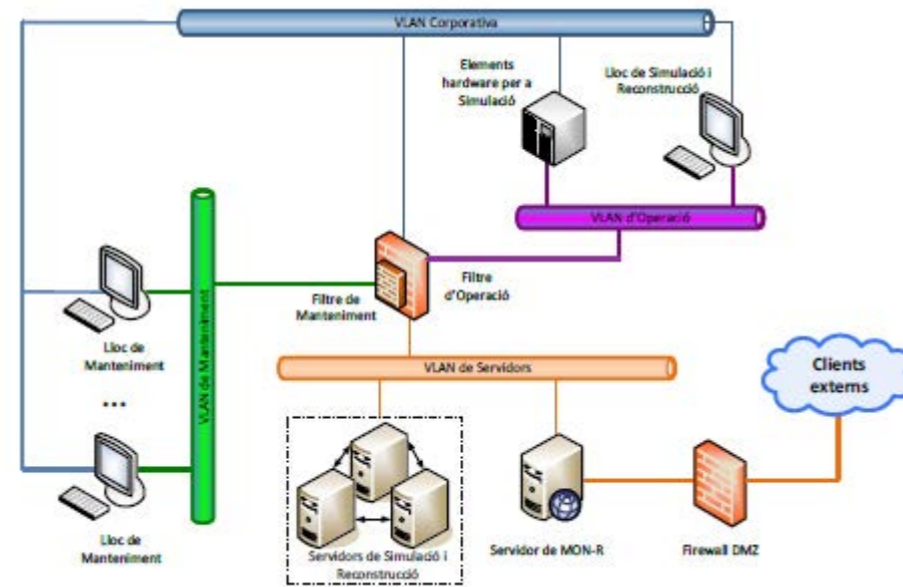 VLAN Corporativa
Elements
hardware per a
Simulació
Lloc de Simulació i
Reconstrucció
VLAN d'Operació
VLAN de Manteniment
Filtre
d'Operació
Filtre de
Manteniment
Lloc de
Manteniment
...
Lloc de
Manteniment
VLAN de Servidors
Clients
externs
Servidors de Simulació i
Reconstrucció
Servidor de MON-R
Firewall DMZ